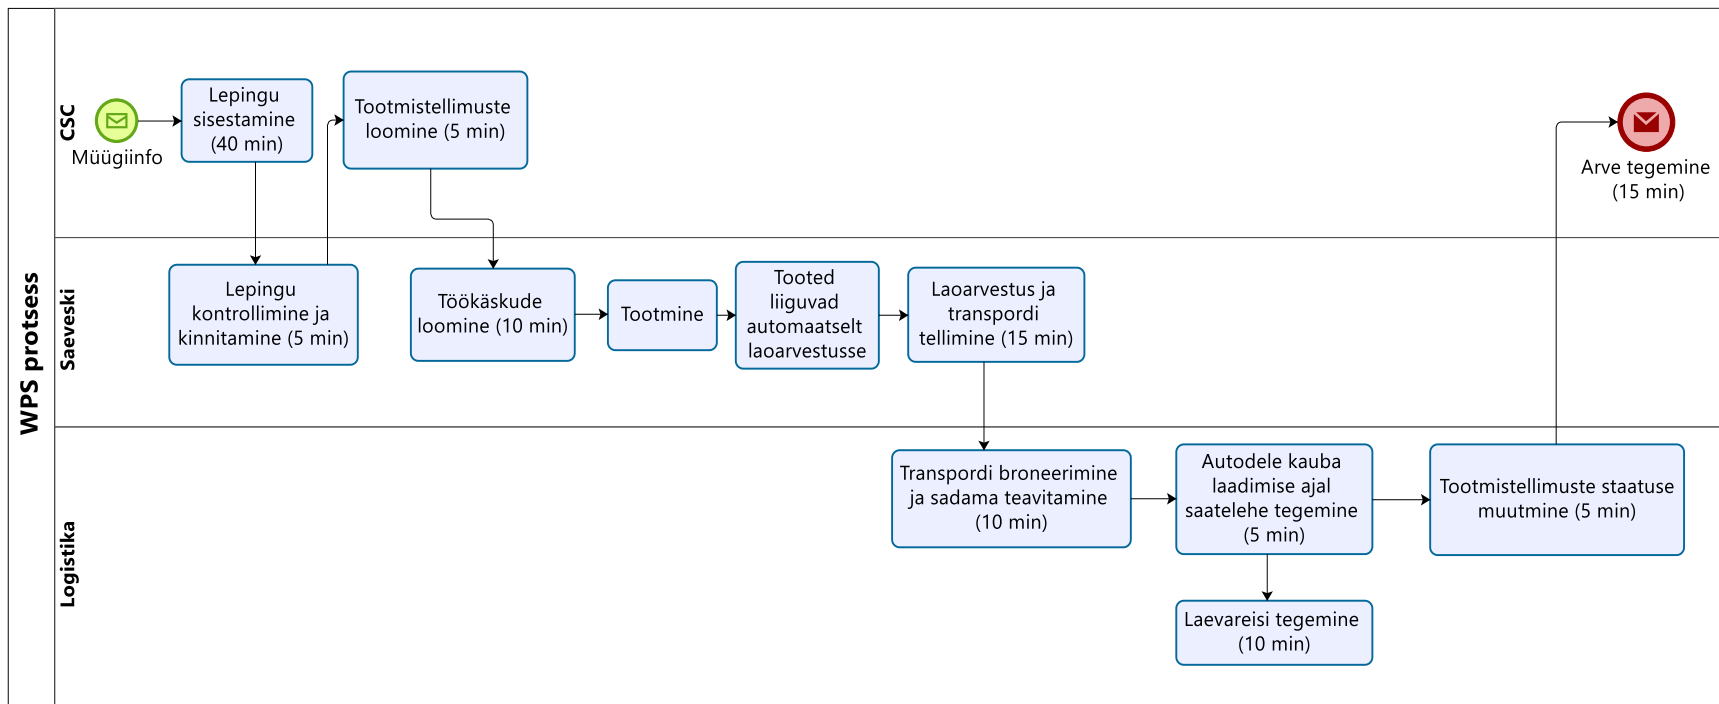 WPS protsess
CSC
Müügiinfo
Lepingu
sisestamine
(40 min)
Tootmistellimuste
loomine (5 min)
Arve tegemine
(15 min)
Saeveski
Lepingu
kontrollimine ja
kinnitamine (5 min)
Töökäskude
loomine (10 min)
Tootmine
Tooted
liiguvad
automaatselt
laoarvestusse
Laoarvestus ja
transpordi
tellimine (15 min)
Logistika
Transpordi broneerimine
ja sadama teavitamine
(10 min)
Autodele kauba
laadimise ajal
saatelehe tegemine
(5 min)
Tootmistellimuste staatuse
muutmine (5 min)
Laevareisi tegemine
(10 min)